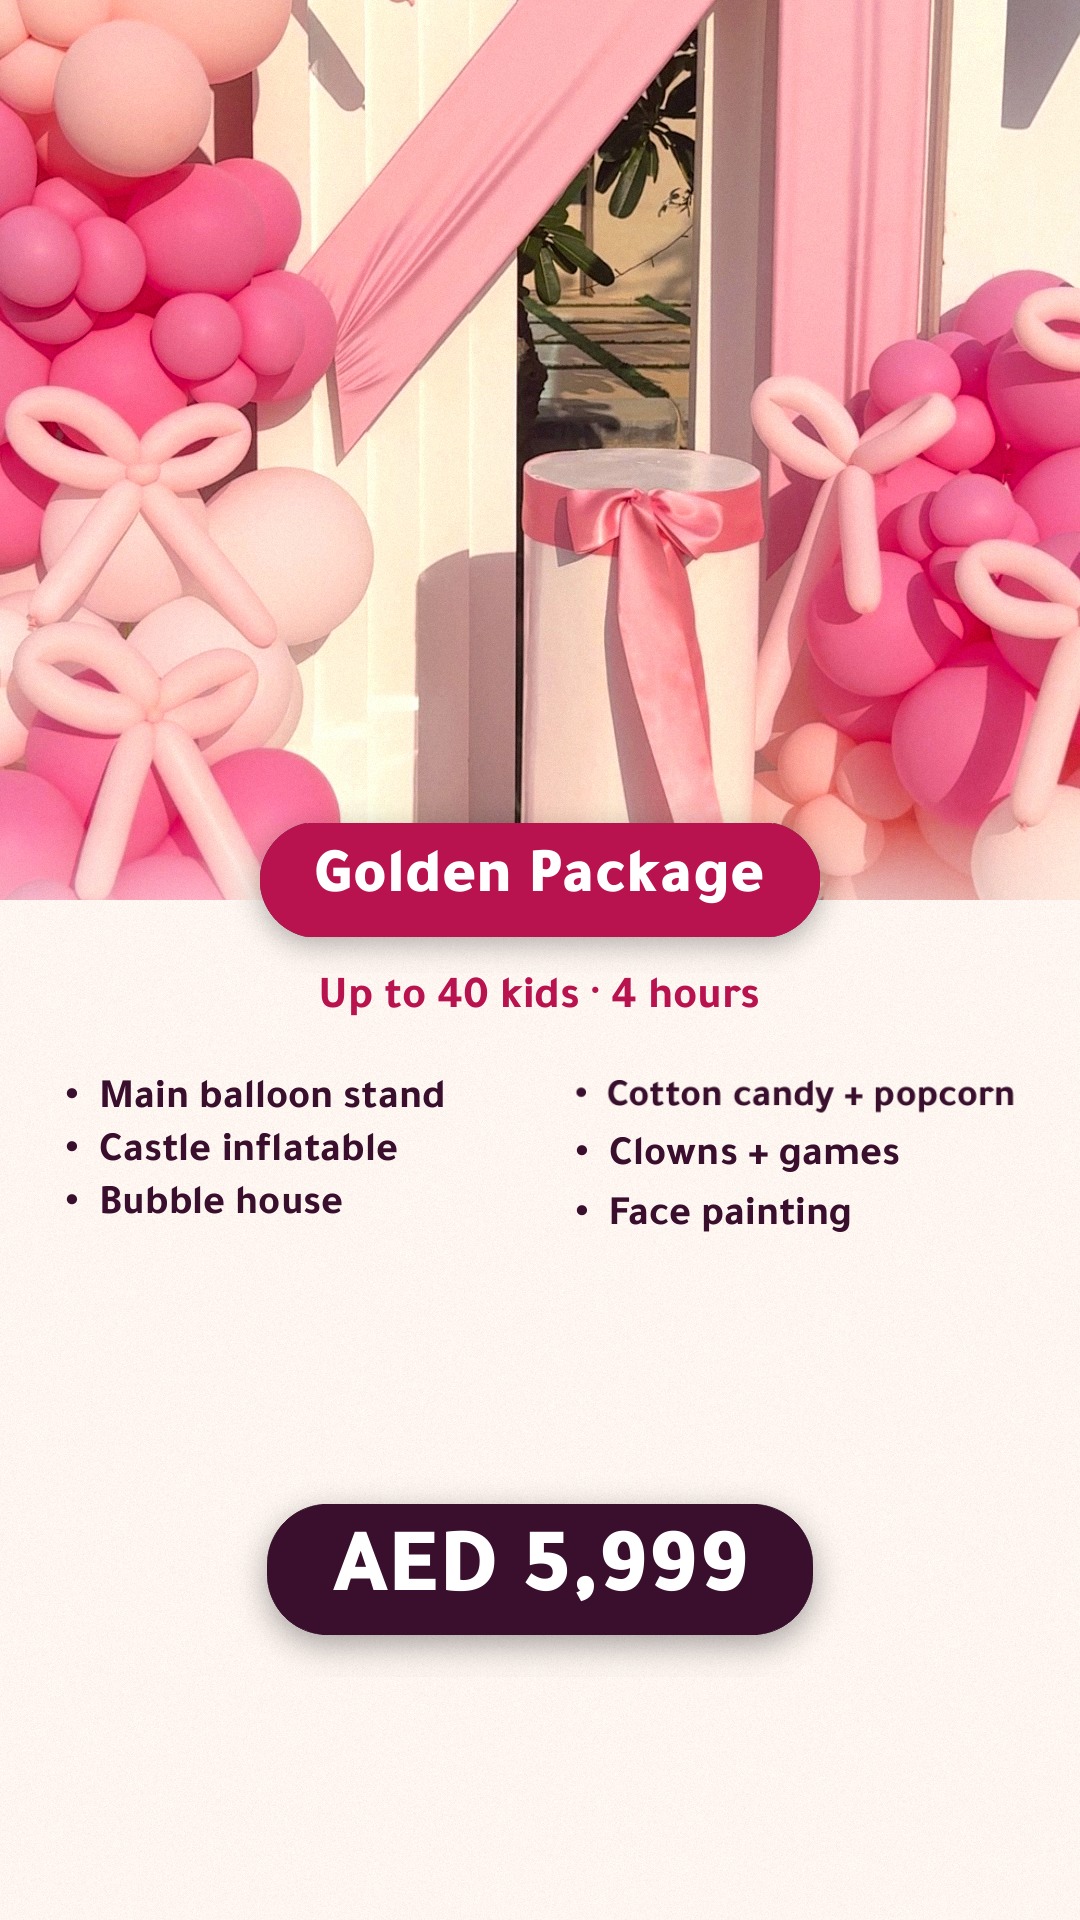 Golden Package
Up to 40 kids · 4 hours
• Main balloon stand
• Castle inflatable
• Bubble house
• Cotton candy + popcorn
• Clowns + games
• Face painting
AED 5,999